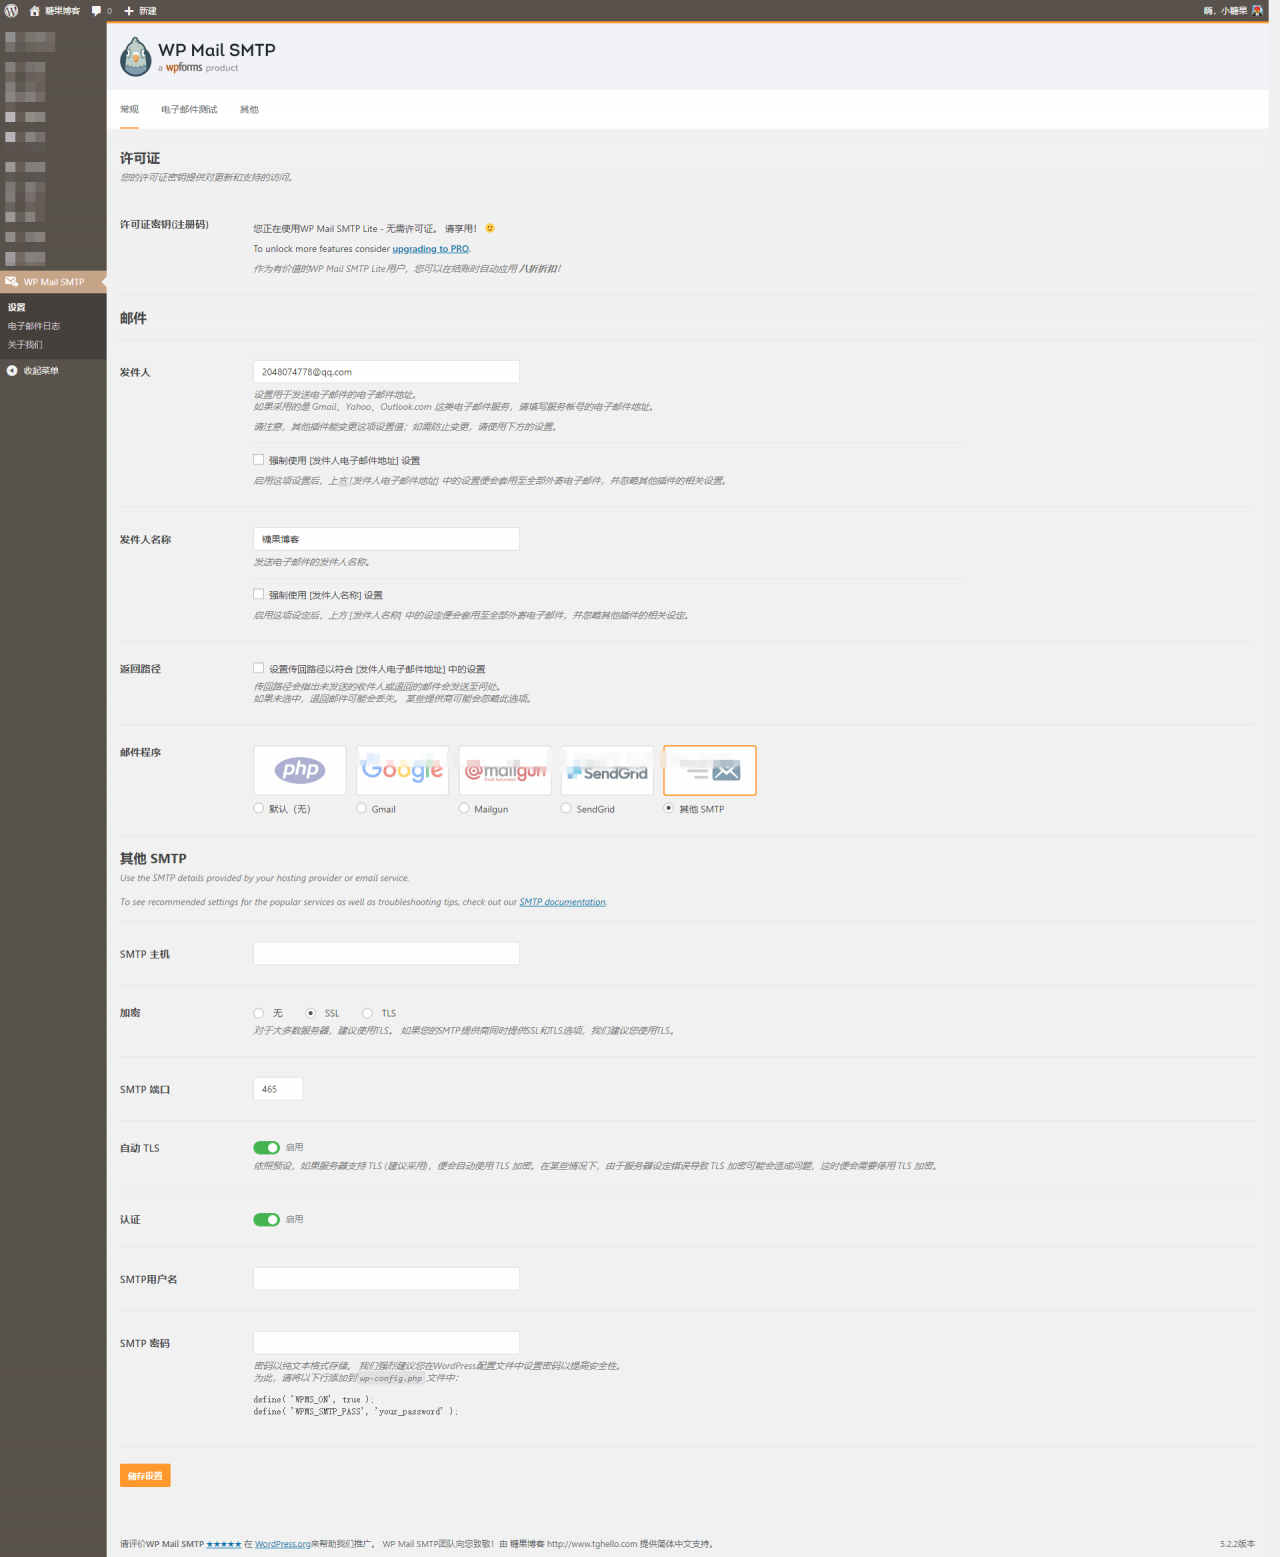 糖果博客 0 新建 嗨，小糖果
WP Mail SMTP
a wpforms product
常规 电子邮件测试 其他
许可证
您的许可证密钥提供对更新和支持的访问。
许可证密钥(注册码)
您正在使用WP Mail SMTP Lite - 无需许可证。 请享用！
To unlock more features consider upgrading to PRO.
作为有价值的WP Mail SMTP Lite用户，您可以在结账时自动应用 八折折扣！
WP Mail SMTP
设置
电子邮件日志
关于我们
收起菜单
邮件
发件人
2048074778@qq.com
设置用于发送电子邮件的电子邮件地址。
如果采用的是 Gmail、Yahoo、Outlook.com 这类电子邮件服务，请填写服务帐号的电子邮件地址。
请注意，其他插件能变更这项设置值；如需防止变更，请使用下方的设置。
强制使用 [发件人电子邮件地址] 设置
启用这项设置后，上方 [发件人电子邮件地址] 中的设置便会套用至全部外寄电子邮件，并忽略其他插件的相关设置。
发件人名称
糖果博客
发送电子邮件的发件人名称。
强制使用 [发件人名称] 设置
启用这项设定后，上方 [发件人名称] 中的设定便会套用至全部外寄电子邮件，并忽略其他插件的相关设定。
返回路径
设置传回路径以符合 [发件人电子邮件地址] 中的设置
传回路径会指出未发送的收件人或退回的邮件会发送至何处。
如果未选中，退回邮件可能会丢失。 某些提供商可能会忽略此选项。
邮件程序
php Google @mailgun SendGrid
默认（无） Gmail Mailgun SendGrid 其他 SMTP
其他 SMTP
Use the SMTP details provided by your hosting provider or email service.
To see recommended settings for the popular services as well as troubleshooting tips, check out our SMTP documentation.
SMTP 主机
加密
无 SSL TLS
对于大多数服务器，建议使用TLS。 如果您的SMTP提供商同时提供SSL和TLS选项，我们建议您使用TLS。
SMTP 端口
465
自动 TLS
启用
依照预设，如果服务器支持 TLS (建议采用)，便会自动使用 TLS 加密。在某些情况下，由于服务器设定错误导致 TLS 加密可能会造成问题，这时便会需要停用 TLS 加密。
认证
启用
SMTP用户名
SMTP 密码
密码以纯文本格式存储。 我们强烈建议您在WordPress配置文件中设置密码以提高安全性。
为此，请将以下行添加到 wp-config.php 文件中：
define( 'WPMS_ON', true );
define( 'WPMS_SMTP_PASS', 'your_password' );
储存设置
请评价WP Mail SMTP ★★★★★ 在 WordPress.org来帮助我们推广。 WP Mail SMTP团队向您致敬！由 糖果博客 http://www.tghello.com 提供简体中文支持。
5.2.2版本